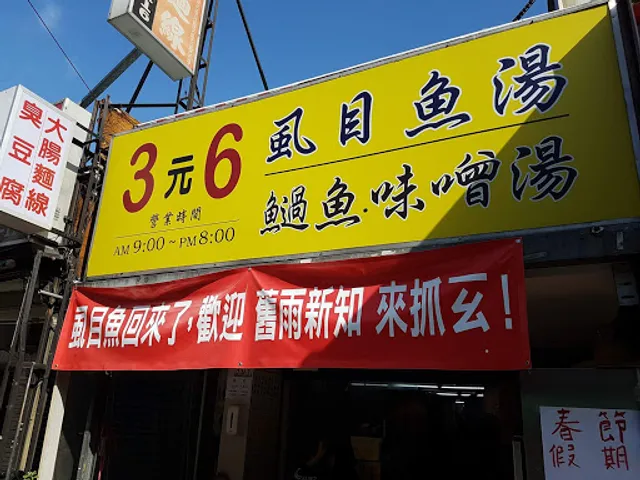 3元6
營業時間
AM 9:00 ~ PM 8:00
虱目魚湯
鱲魚·味噌湯
虱目魚回來了,歡迎 舊雨新知 來抓ㄠ!
大腸麵線
臭豆腐
春節
假期